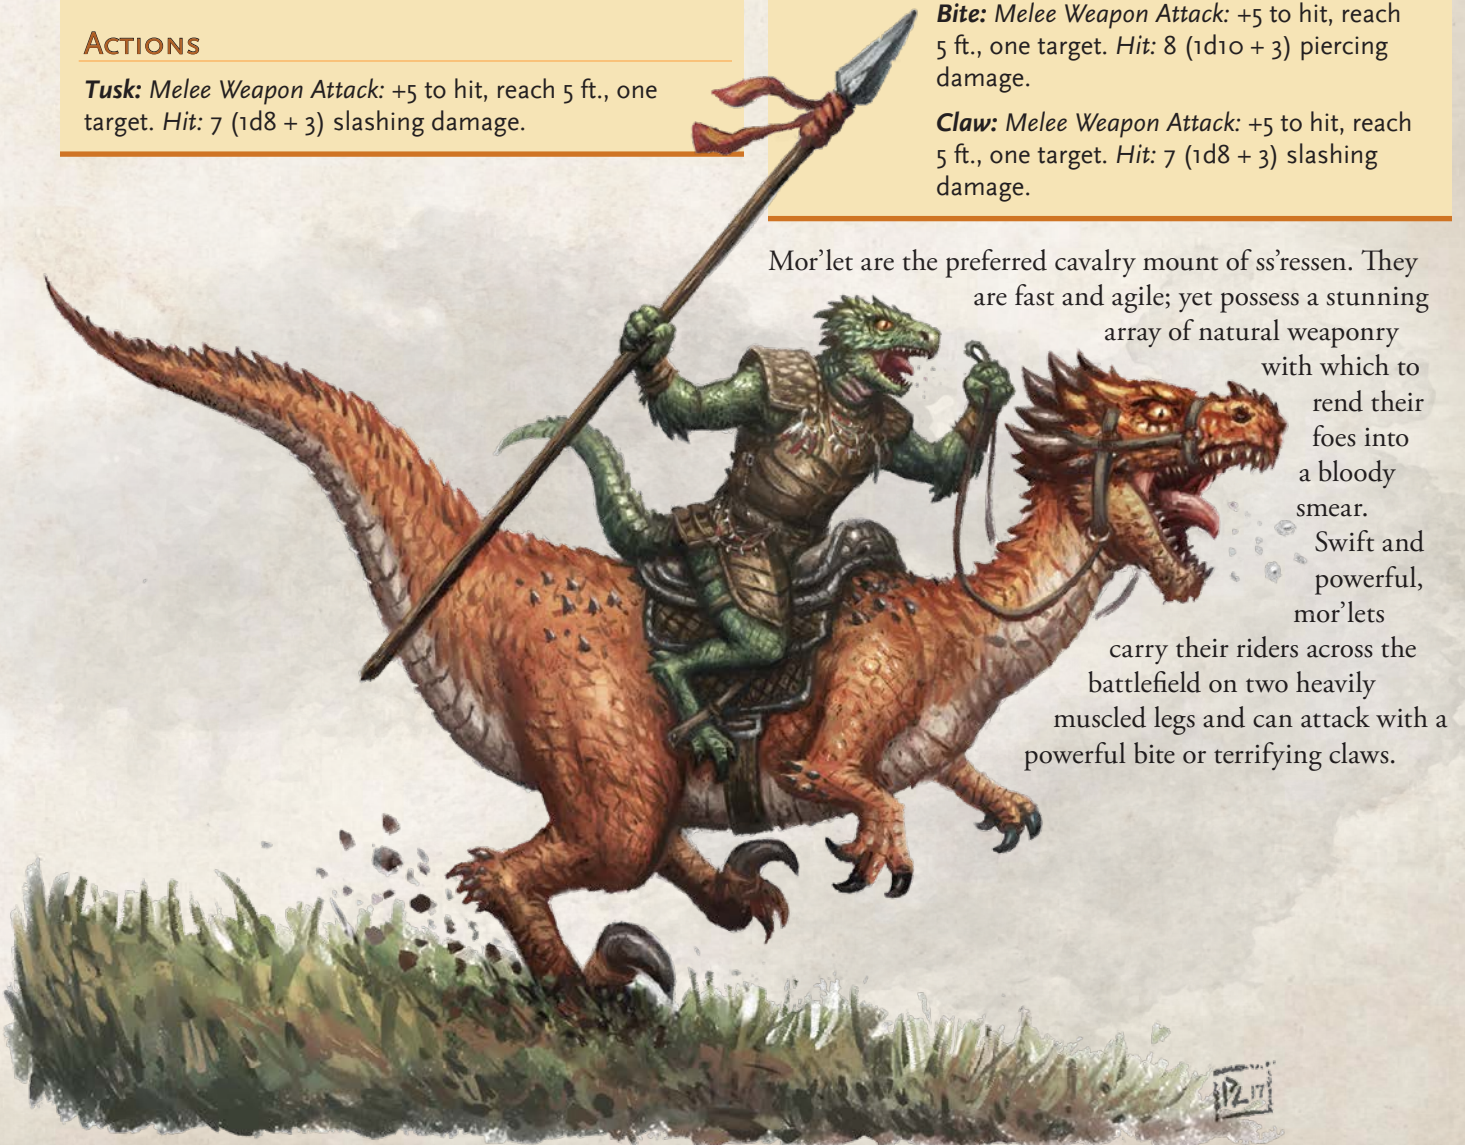 ACTIONS
Tusk: Melee Weapon Attack: +5 to hit, reach 5 ft., one
target. Hit: 7 (1d8 + 3) slashing damage.
Bite: Melee Weapon Attack: +5 to hit, reach
5 ft., one target. Hit: 8 (1d10 + 3) piercing
damage.
Claw: Melee Weapon Attack: +5 to hit, reach
5 ft., one target. Hit: 7 (1d8 + 3) slashing
damage.
Mor’let are the preferred cavalry mount of ss’ressen. They
are fast and agile; yet possess a stunning
array of natural weaponry
with which to
rend their
foes into
a bloody
smear.
Swift and
powerful,
mor’lets
carry their riders across the
battlefield on two heavily
muscled legs and can attack with a
powerful bite or terrifying claws.